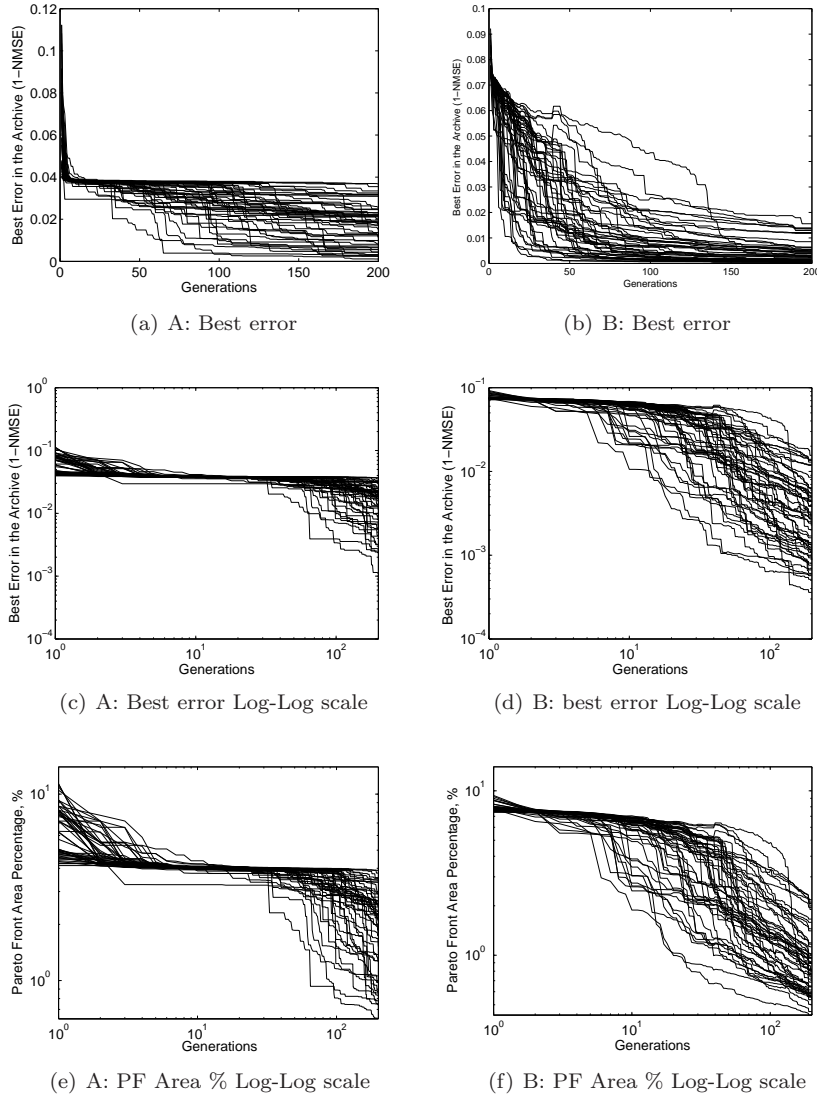 0.12
0.1
0.08
0.06
0.04
0.02
0
0
50
100
150
200
Best Error in the Archive (1−NMSE)
Generations
(a) A: Best error
0.1
0.09
0.08
0.07
0.06
0.05
0.04
0.03
0.02
0.01
0
0
50
100
150
200
Best Error in the Archive (1−NMSE)
Generations
(b) B: Best error
10^0
10^−1
10^−2
10^−3
10^−4
10^0
10^1
10^2
Best Error in the Archive (1−NMSE)
Generations
(c) A: Best error Log-Log scale
10^−1
10^−2
10^−3
10^−4
10^0
10^1
10^2
Best Error in the Archive (1−NMSE)
Generations
(d) B: best error Log-Log scale
10^1
10^0
10^0
10^1
10^2
Pareto Front Area Percentage, %
Generations
(e) A: PF Area % Log-Log scale
10^1
10^0
10^0
10^1
10^2
Pareto Front Area Percentage, %
Generations
(f) B: PF Area % Log-Log scale